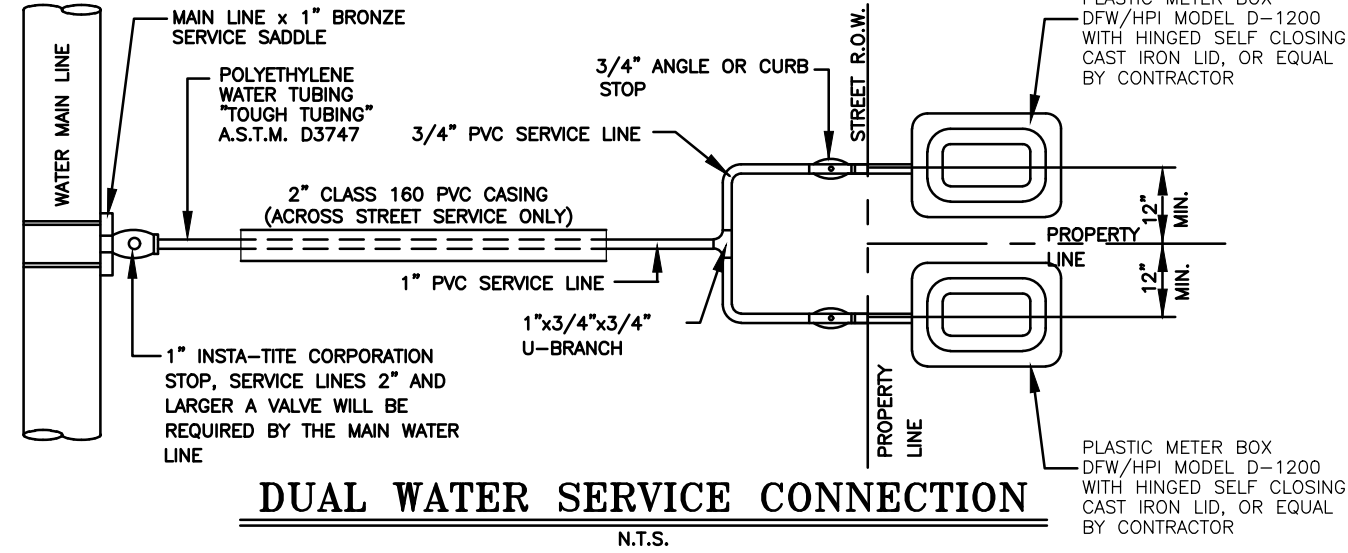 MAIN LINE x 1" BRONZE
SERVICE SADDLE
WATER MAIN LINE
POLYETHYLENE
WATER TUBING
"TOUGH TUBING"
A.S.T.M. D3747
3/4" ANGLE OR CURB
STOP
STREET R.O.W.
PLASTIC METER BOX
DFW/HPI MODEL D-1200
WITH HINGED SELF CLOSING
CAST IRON LID, OR EQUAL
BY CONTRACTOR
3/4" PVC SERVICE LINE
2" CLASS 160 PVC CASING
(ACROSS STREET SERVICE ONLY)
12"
MIN.
PROPERTY
LINE
12"
MIN.
1" PVC SERVICE LINE
1"x3/4"x3/4"
U-BRANCH
1" INSTA-TITE CORPORATION
STOP, SERVICE LINES 2" AND
LARGER A VALVE WILL BE
REQUIRED BY THE MAIN WATER
LINE
PROPERTY
LINE
PLASTIC METER BOX
DFW/HPI MODEL D-1200
WITH HINGED SELF CLOSING
CAST IRON LID, OR EQUAL
BY CONTRACTOR
DUAL WATER SERVICE CONNECTION
N.T.S.